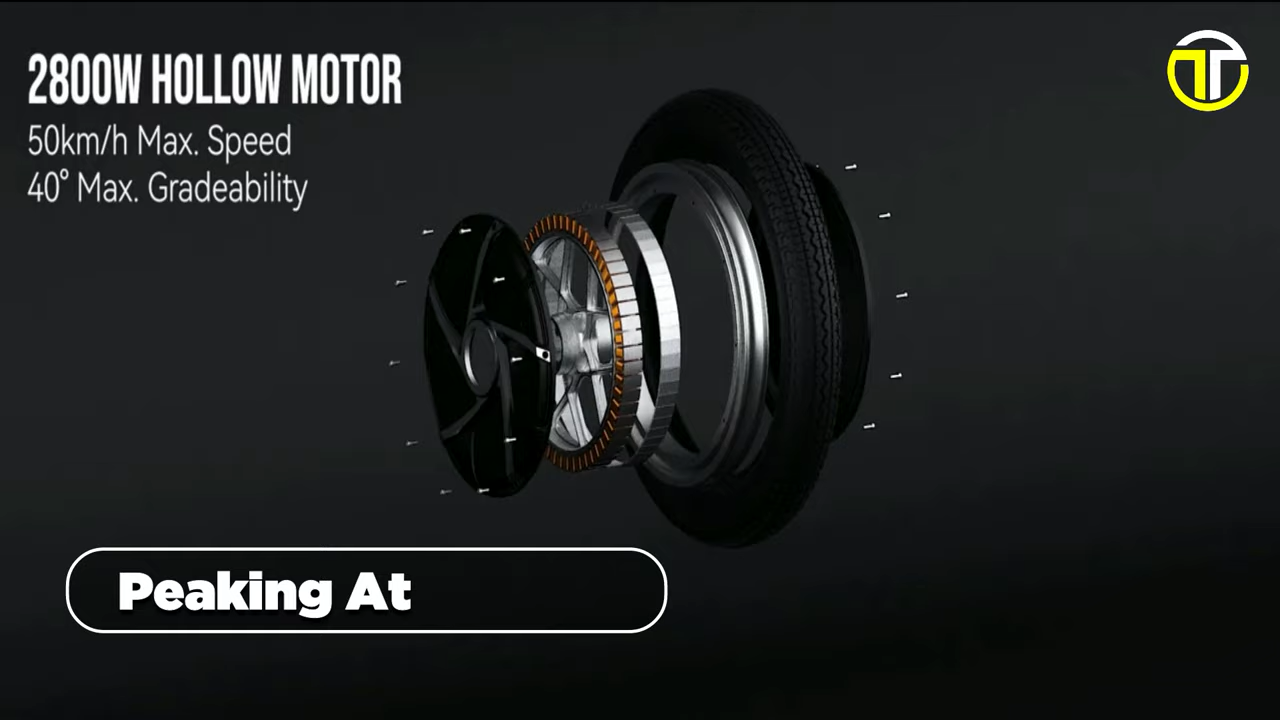 2800W HOLLOW MOTOR
50km/h Max. Speed
40° Max. Gradeability
Peaking At